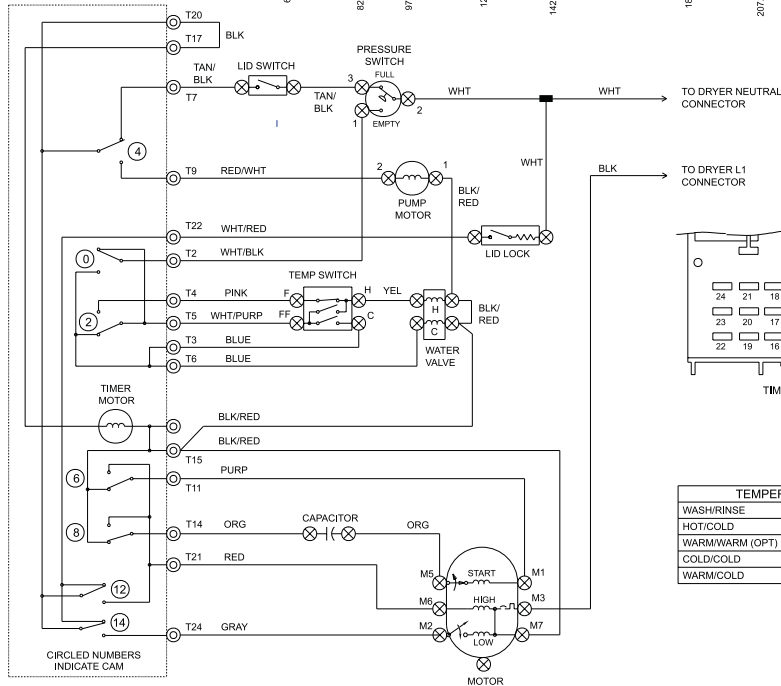 82
97
142
207
T20
T17
BLK
PRESSURE
SWITCH
TAN/
BLK
LID SWITCH
3
FULL
T7
TAN/
BLK
WHT
WHT
TO DRYER NEUTRAL
CONNECTOR
2
1
EMPTY
4
WHT
BLK
TO DRYER L1
CONNECTOR
T9
RED/WHT
2
1
PUMP
MOTOR
BLK/
RED
T22
WHT/RED
T2
WHT/BLK
LID LOCK
0
TEMP SWITCH
T4
PINK
F
H
YEL
T5
WHT/PURP
FF
C
H
C
BLK/
RED
2
T3
BLUE
T6
BLUE
WATER
VALVE
24 21 18
23 20 17
22 19 16
TIM
TIMER
MOTOR
BLK/RED
BLK/RED
T15
PURP
6
T11
8
T14
ORG
CAPACITOR
ORG
T21
RED
M5
START
M1
12
M6
HIGH
M3
14
T24
GRAY
M2
LOW
M7
MOTOR
CIRCLED NUMBERS
INDICATE CAM
TEMPER
WASH/RINSE
HOT/COLD
WARM/WARM (OPT)
COLD/COLD
WARM/COLD